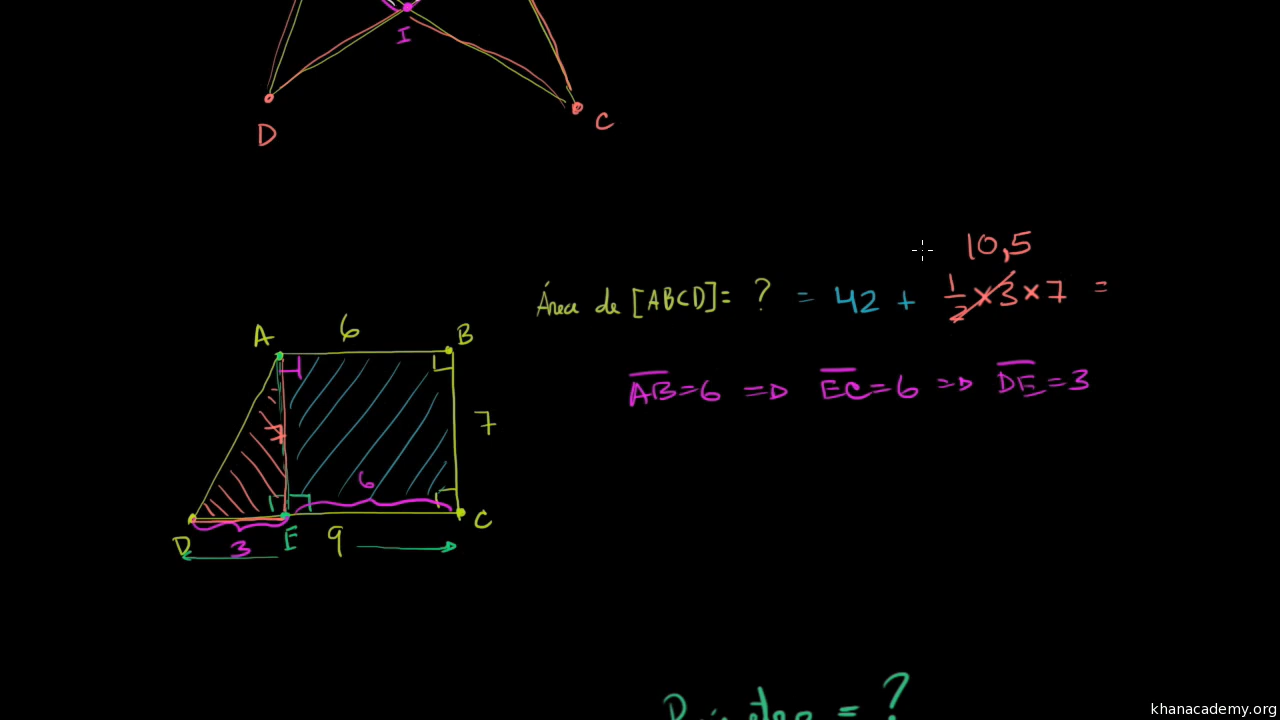 I
D
C
10,5
Área de [ABCD]= ? = 42 + 1/2 × 3 × 7 =
A 6 B
AB=6 => EC=6 => DE=3
7
7
6
D 3 E 9 C
= ?
khanacademy.org